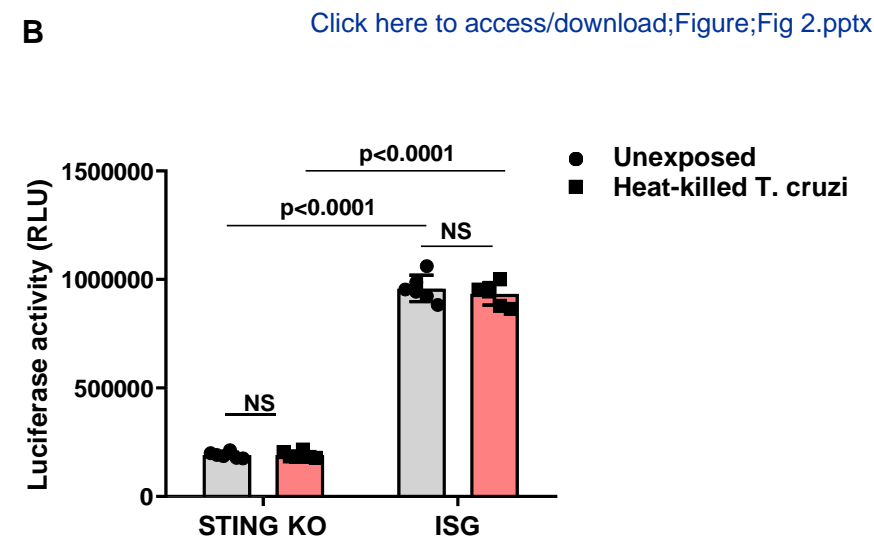 B
Click here to access/download;Figure;Fig 2.pptx
p<0.0001
p<0.0001
NS
NS
Unexposed
Heat-killed T. cruzi
Luciferase activity (RLU)
1500000
1000000
500000
0
STING KO
ISG